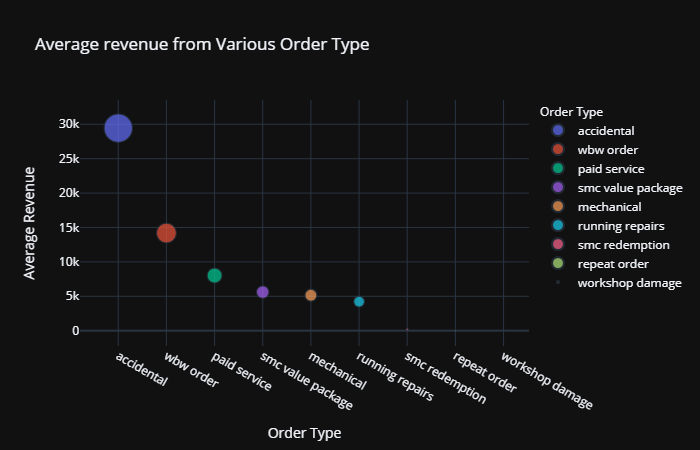 Average revenue from Various Order Type
30k
25k
20k
15k
10k
5k
0
Average Revenue
accidental
wbw order
paid service
smc value package
mechanical
running repairs
smc redemption
repeat order
workshop damage
Order Type
Order Type
accidental
wbw order
paid service
smc value package
mechanical
running repairs
smc redemption
repeat order
workshop damage